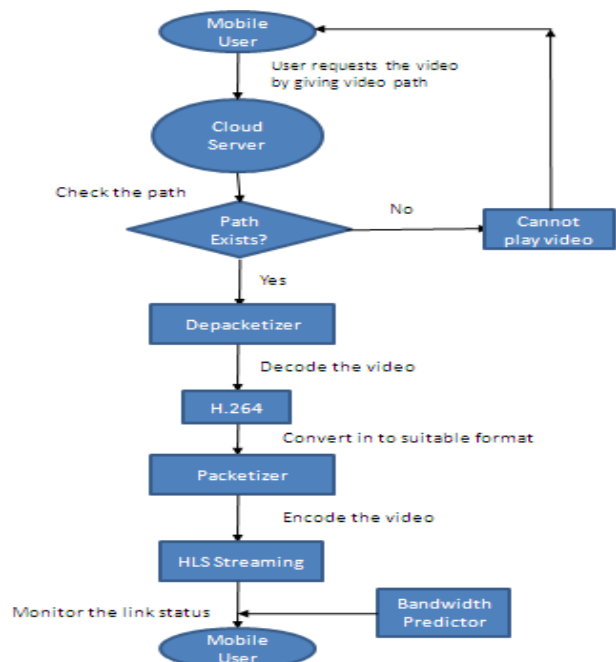 Mobile
User
User requests the video
by giving video path
Cloud
Server
Check the path
Path
Exists?
No
Cannot
play video
Yes
Depacketizer
Decode the video
H.264
Convert in to suitable format
Packetizer
Encode the video
HLS Streaming
Monitor the link status
Bandwidth
Predictor
Mobile
User